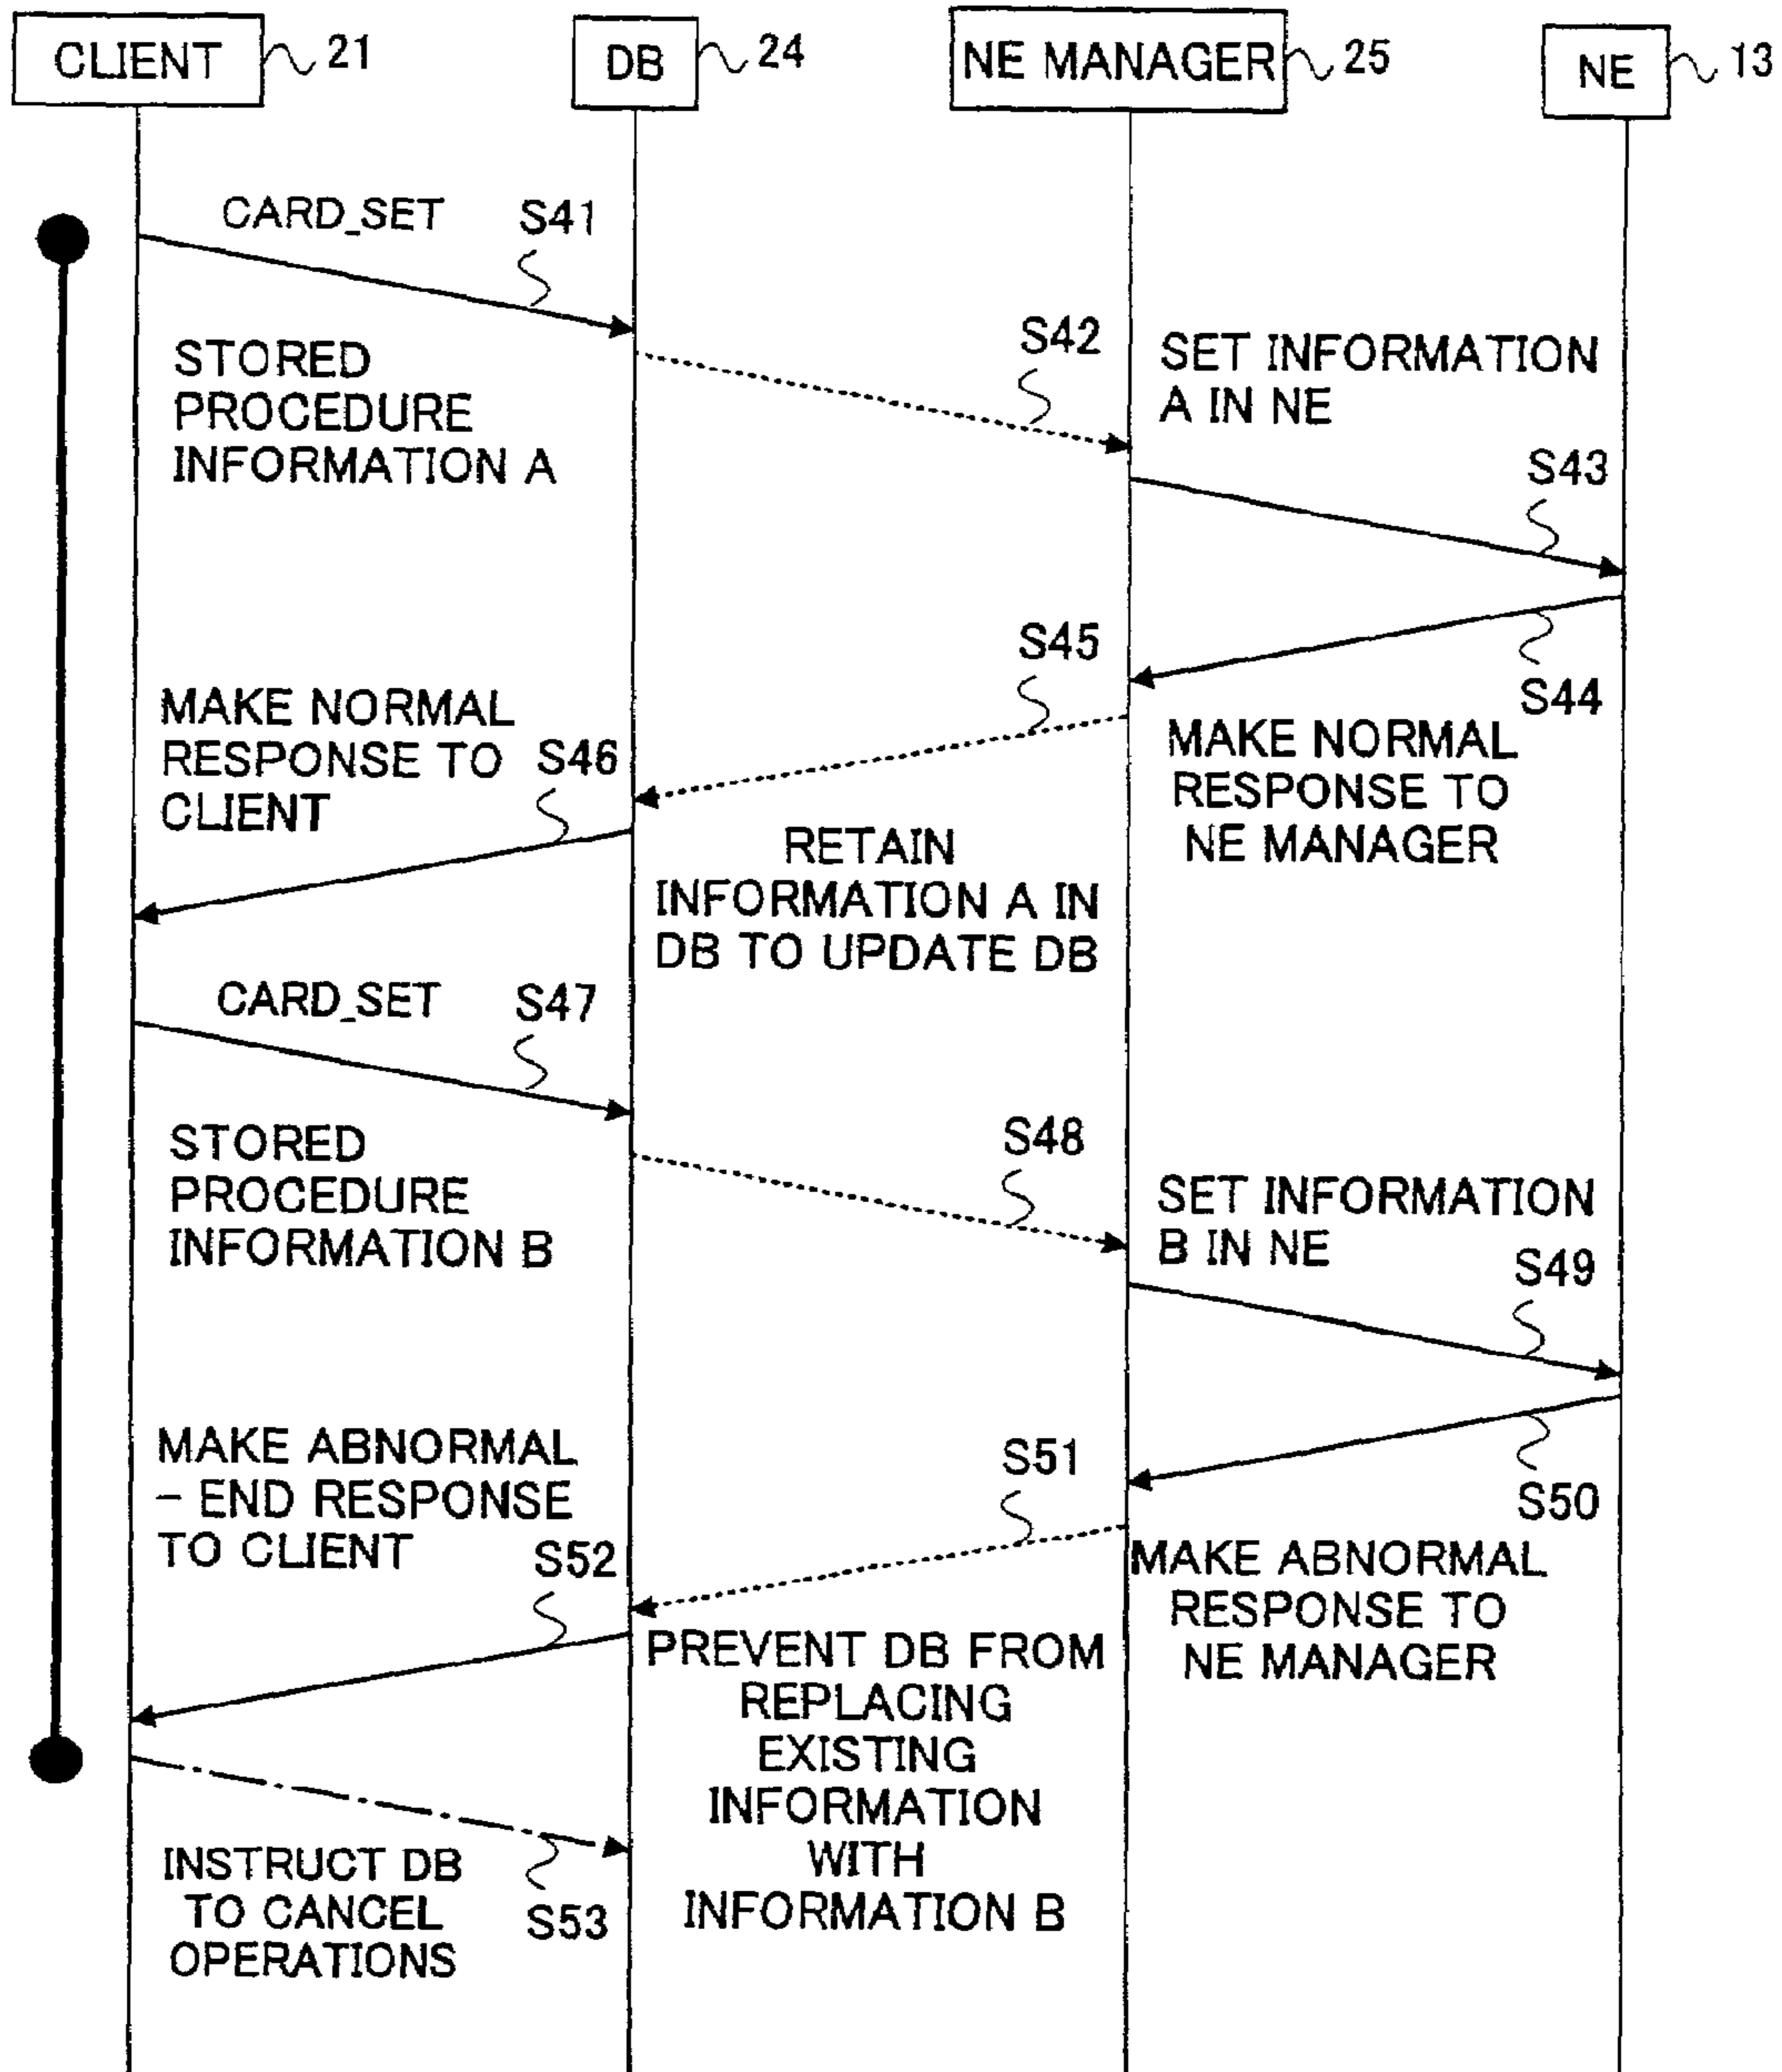 CLIENT 21
DB 24
NE MANAGER 25
NE 13
CARD_SET
S41
STORED
PROCEDURE
INFORMATION A
S42
SET INFORMATION
A IN NE
S43
S44
MAKE NORMAL
RESPONSE TO
NE MANAGER
S45
RETAIN
INFORMATION A IN
DB TO UPDATE DB
MAKE NORMAL
RESPONSE TO
CLIENT
S46
CARD_SET
S47
STORED
PROCEDURE
INFORMATION B
S48
SET INFORMATION
B IN NE
S49
S50
MAKE ABNORMAL
RESPONSE TO
NE MANAGER
S51
PREVENT DB FROM
REPLACING
EXISTING
INFORMATION
WITH
INFORMATION B
MAKE ABNORMAL
- END RESPONSE
TO CLIENT
S52
INSTRUCT DB
TO CANCEL
OPERATIONS
S53